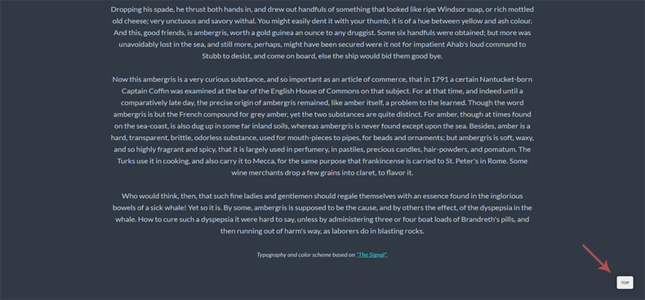 Dropping his spade, he thrust both hands in, and drew out handfuls of something that looked like ripe Windsor soap, or rich mottled
old cheese; very unctuous and savory withal. You might easily dent it with your thumb; it is of a hue between yellow and ash colour.
And this, good friends, is ambergris, worth a gold guinea an ounce to any druggist. Some six handfuls were obtained; but more was
unavoidably lost in the sea, and still more, perhaps, might have been secured were it not for impatient Ahab's loud command to
Stubb to desist, and come on board, else the ship would bid them good bye.
Now this ambergris is a very curious substance, and so important as an article of commerce, that in 1791 a certain Nantucket-born
Captain Coffin was examined at the bar of the English House of Commons on that subject. For at that time, and indeed until a
comparatively late day, the precise origin of ambergris remained, like amber itself, a problem to the learned. Though the word
ambergris is but the French compound for grey amber, yet the two substances are quite distinct. For amber, though at times found
on the sea-coast, is also dug up in some far inland soils, whereas ambergris is never found except upon the sea. Besides, amber is a
hard, transparent, brittle, odorless substance, used for mouth-pieces to pipes, for beads and ornaments; but ambergris is soft, waxy,
and so highly fragrant and spicy, that it is largely used in perfumery, in pastiles, precious candles, hair-powders, and pomatum. The
Turks use it in cooking, and also carry it to Mecca, for the same purpose that frankincense is carried to St. Peter's in Rome. Some
wine merchants drop a few grains into claret, to flavor it.
Who would think, then, that such fine ladies and gentlemen should regale themselves with an essence found in the inglorious
bowels of a sick whale! Yet so it is. By some, ambergris is supposed to be the cause, and by others the effect, of the dyspepsia in the
whale. How to cure such a dyspepsia it were hard to say, unless by administering three or four boat loads of Brandreth's pills, and
then running out of harm's way, as laborers do in blasting rocks.
Typography and color scheme based on "The Signal".
TOP